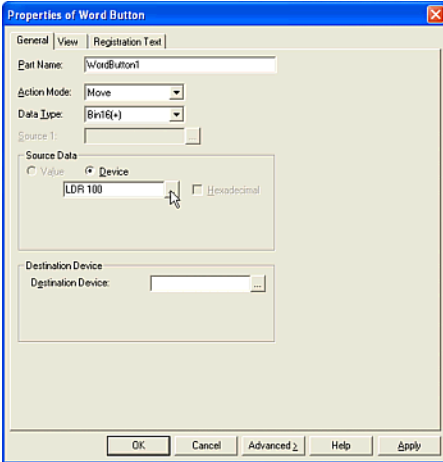 Properties of Word Button
General View Registration Text
Part Name: WordButton1
Action Mode: Move
Data Type: Bin16(+)
Source 1: ...
Source Data
Value Device
LDR 100 Hexadecimal
Destination Device
Destination Device: ...
OK Cancel Advanced > Help Apply